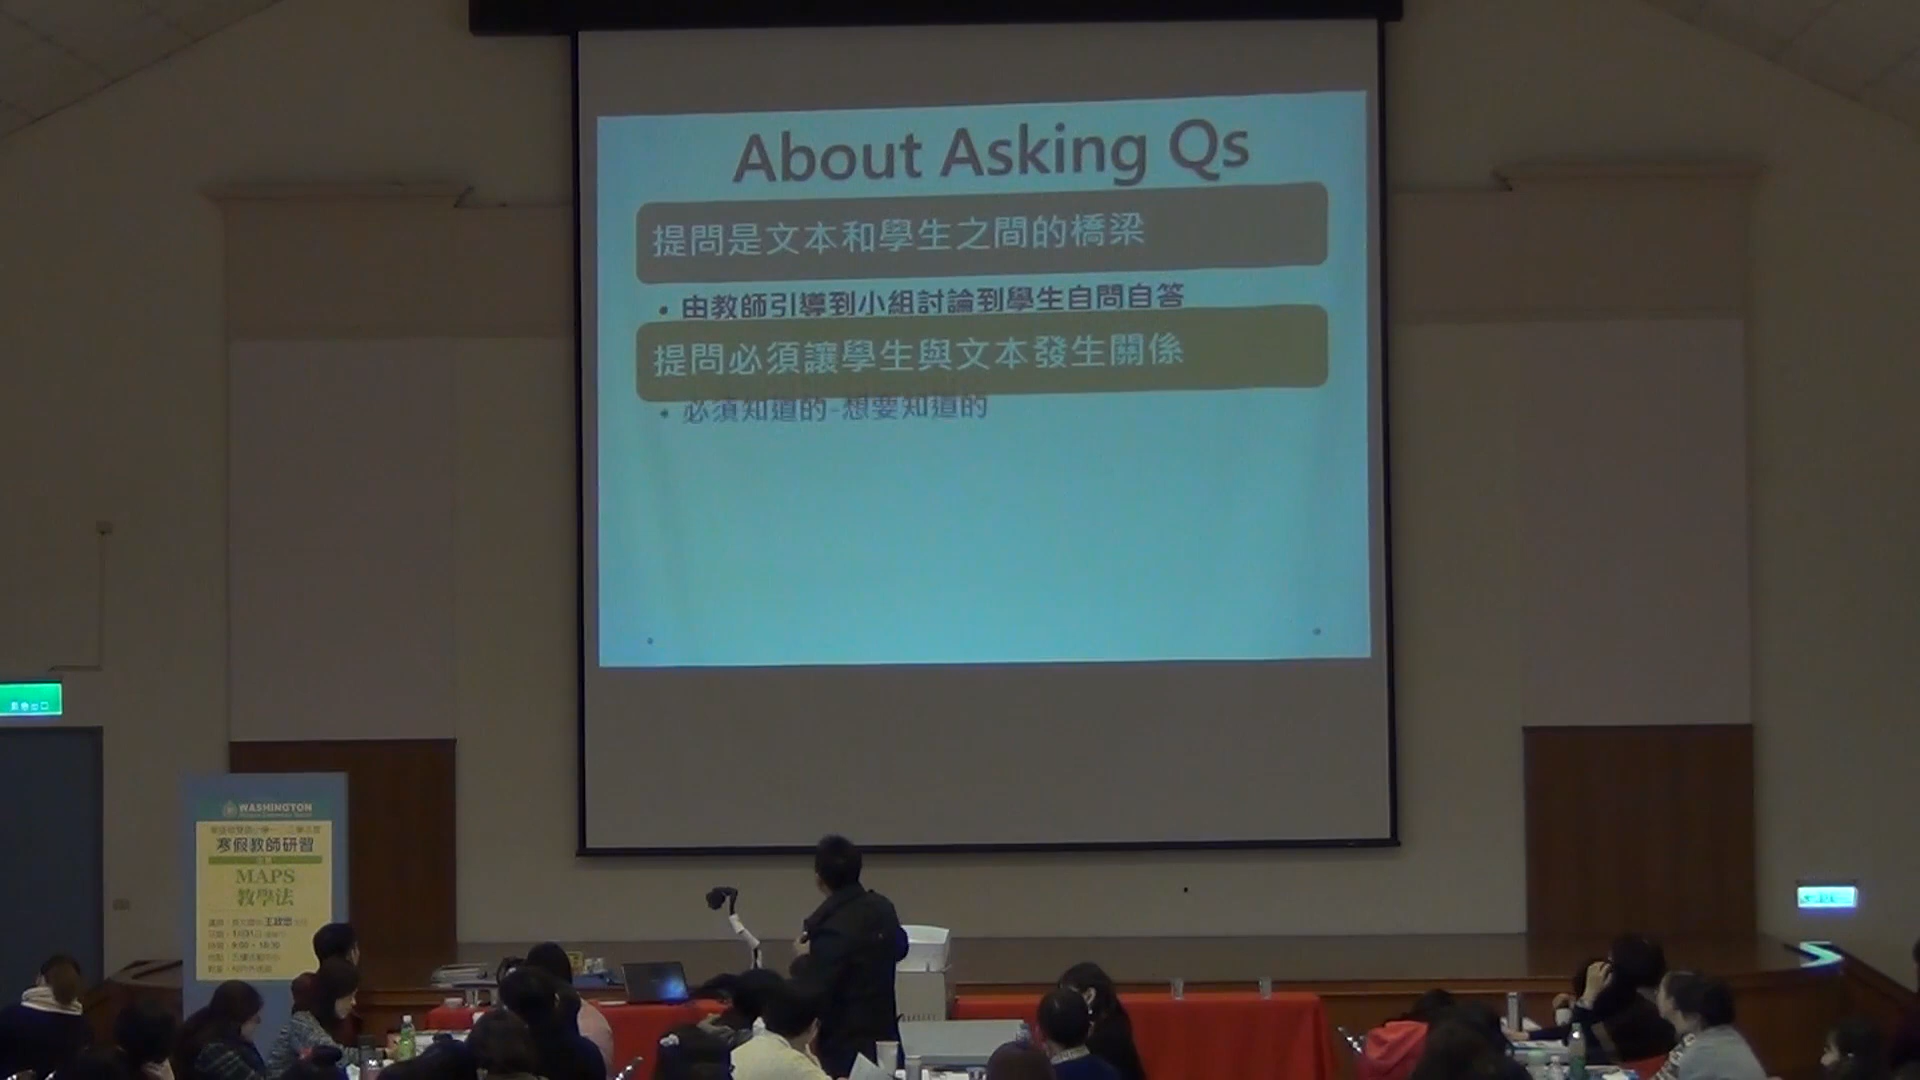 About Asking Qs
提問是文本和學生之間的橋梁
• 由教師引導到小組討論到學生自問自答
提問必須讓學生與文本發生關係
• 必須知道的-想要知道的
WASHINGTON
寒假教師研習
MAPS
教學法